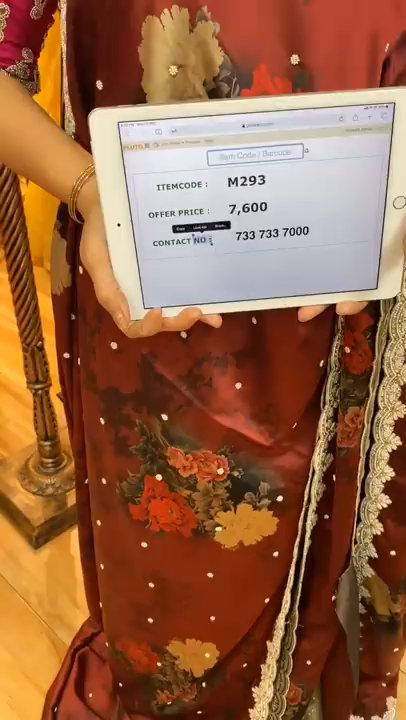 Item Code / Barcode
ITEMCODE : M293
OFFER PRICE : 7,600
CONTACT NO : 733 733 7000